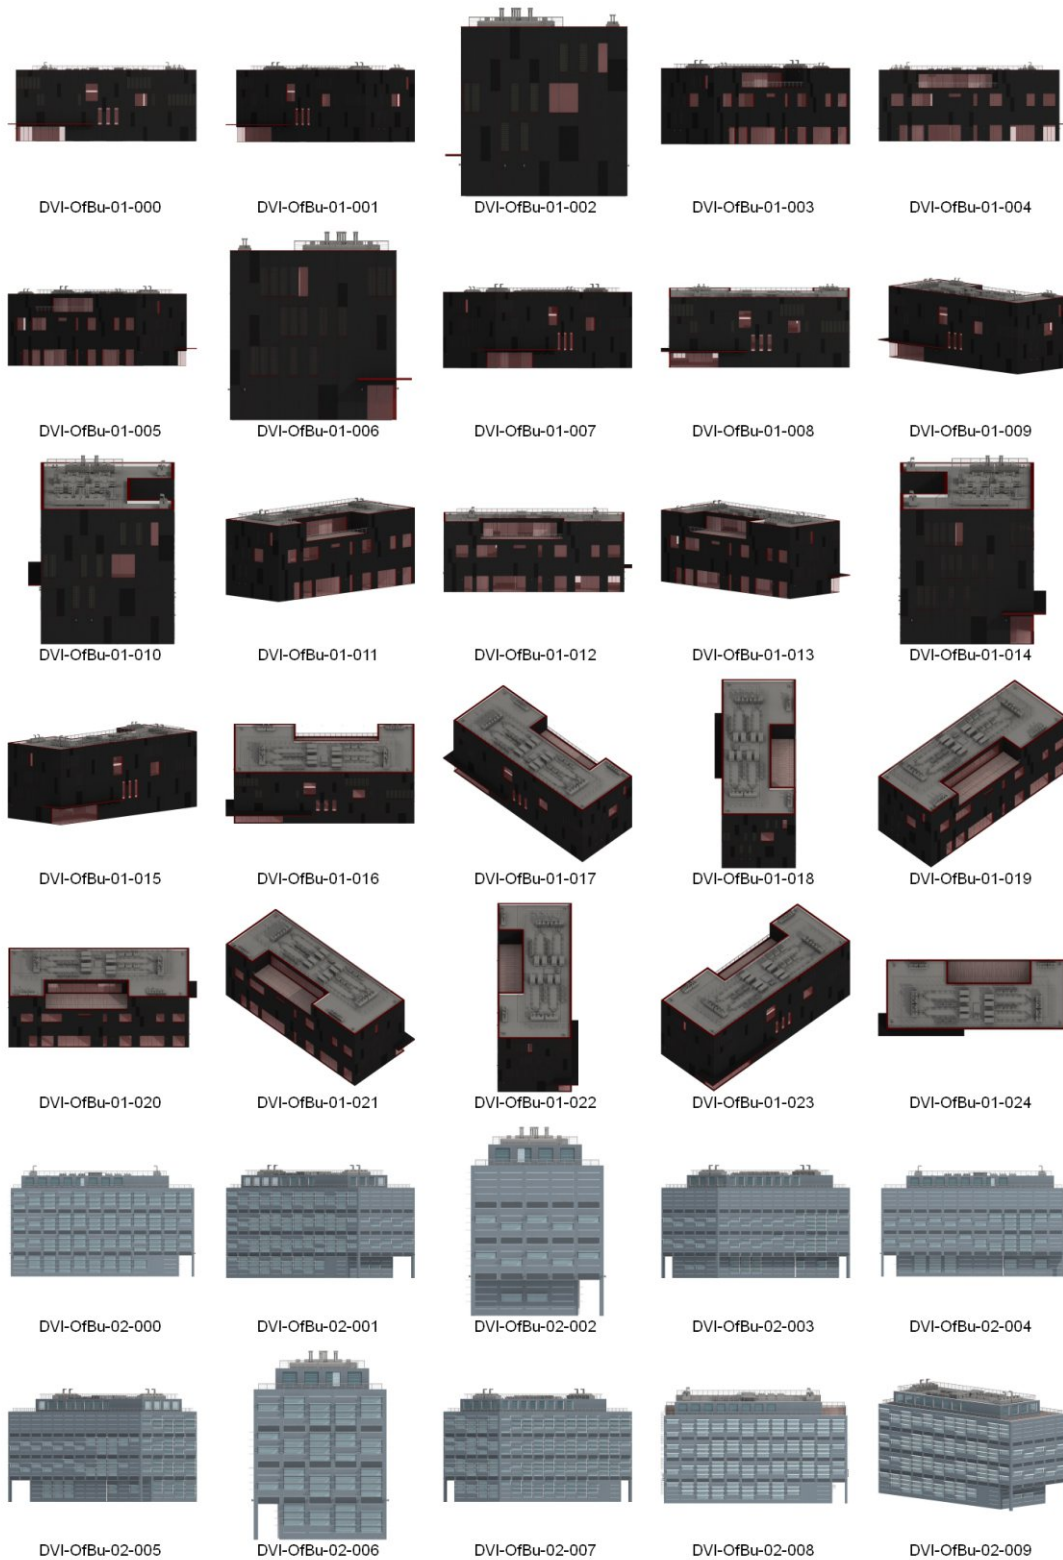 DVI-OfBu-01-000 DVI-OfBu-01-001 DVI-OfBu-01-002 DVI-OfBu-01-003 DVI-OfBu-01-004
DVI-OfBu-01-005 DVI-OfBu-01-006 DVI-OfBu-01-007 DVI-OfBu-01-008 DVI-OfBu-01-009
DVI-OfBu-01-010 DVI-OfBu-01-011 DVI-OfBu-01-012 DVI-OfBu-01-013 DVI-OfBu-01-014
DVI-OfBu-01-015 DVI-OfBu-01-016 DVI-OfBu-01-017 DVI-OfBu-01-018 DVI-OfBu-01-019
DVI-OfBu-01-020 DVI-OfBu-01-021 DVI-OfBu-01-022 DVI-OfBu-01-023 DVI-OfBu-01-024
DVI-OfBu-02-000 DVI-OfBu-02-001 DVI-OfBu-02-002 DVI-OfBu-02-003 DVI-OfBu-02-004
DVI-OfBu-02-005 DVI-OfBu-02-006 DVI-OfBu-02-007 DVI-OfBu-02-008 DVI-OfBu-02-009